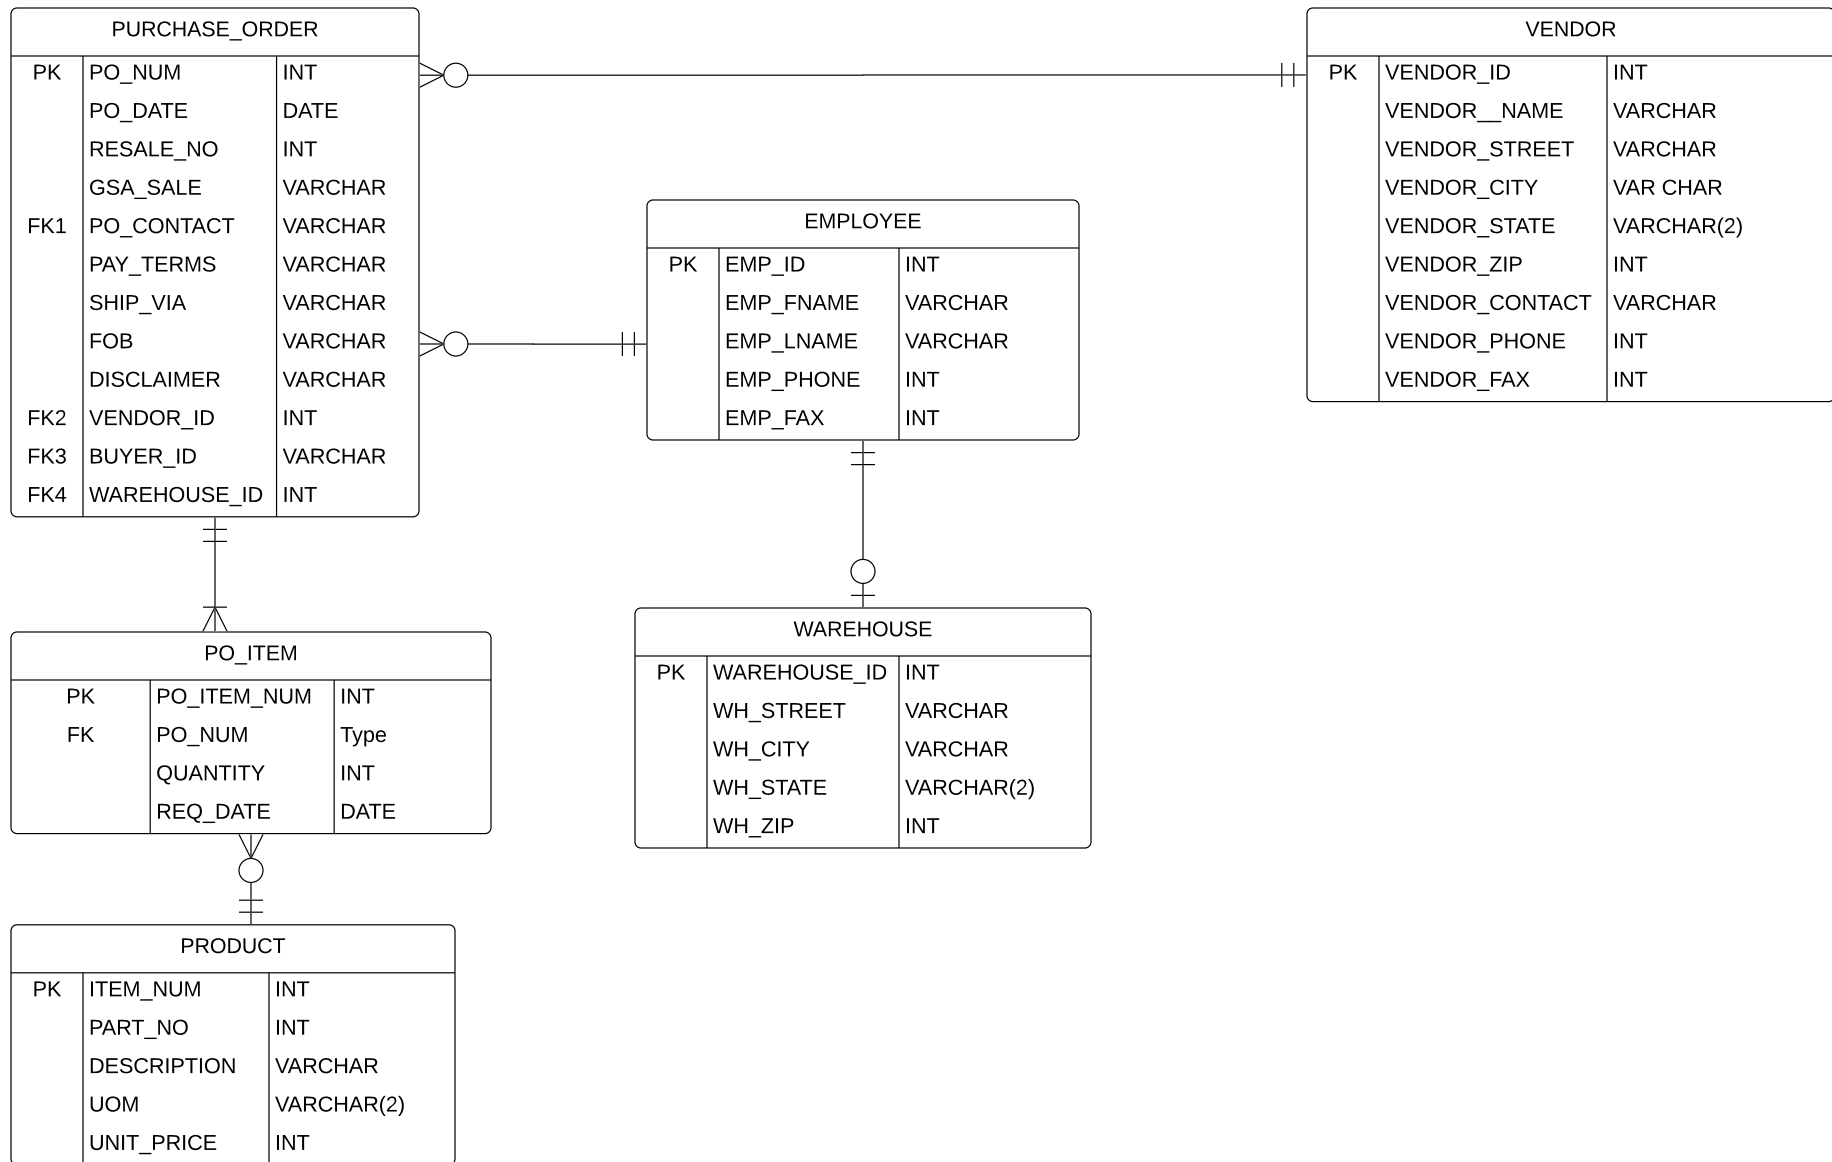 PURCHASE_ORDER
PK PO_NUM INT
PO_DATE DATE
RESALE_NO INT
GSA_SALE VARCHAR
FK1 PO_CONTACT VARCHAR
PAY_TERMS VARCHAR
SHIP_VIA VARCHAR
FOB VARCHAR
DISCLAIMER VARCHAR
FK2 VENDOR_ID INT
FK3 BUYER_ID VARCHAR
FK4 WAREHOUSE_ID INT
VENDOR
PK VENDOR_ID INT
VENDOR__NAME VARCHAR
VENDOR_STREET VARCHAR
VENDOR_CITY VAR CHAR
VENDOR_STATE VARCHAR(2)
VENDOR_ZIP INT
VENDOR_CONTACT VARCHAR
VENDOR_PHONE INT
VENDOR_FAX INT
EMPLOYEE
PK EMP_ID INT
EMP_FNAME VARCHAR
EMP_LNAME VARCHAR
EMP_PHONE INT
EMP_FAX INT
PO_ITEM
PK PO_ITEM_NUM INT
FK PO_NUM Type
QUANTITY INT
REQ_DATE DATE
WAREHOUSE
PK WAREHOUSE_ID INT
WH_STREET VARCHAR
WH_CITY VARCHAR
WH_STATE VARCHAR(2)
WH_ZIP INT
PRODUCT
PK ITEM_NUM INT
PART_NO INT
DESCRIPTION VARCHAR
UOM VARCHAR(2)
UNIT_PRICE INT